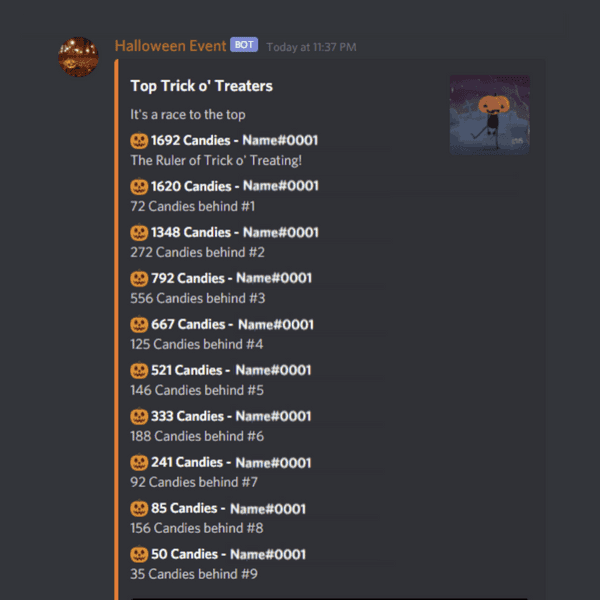 Halloween Event BOT Today at 11:37 PM
Top Trick o' Treaters
It's a race to the top
1692 Candies - Name#0001
The Ruler of Trick o' Treating!
1620 Candies - Name#0001
72 Candies behind #1
1348 Candies - Name#0001
272 Candies behind #2
792 Candies - Name#0001
556 Candies behind #3
667 Candies - Name#0001
125 Candies behind #4
521 Candies - Name#0001
146 Candies behind #5
333 Candies - Name#0001
188 Candies behind #6
241 Candies - Name#0001
92 Candies behind #7
85 Candies - Name#0001
156 Candies behind #8
50 Candies - Name#0001
35 Candies behind #9